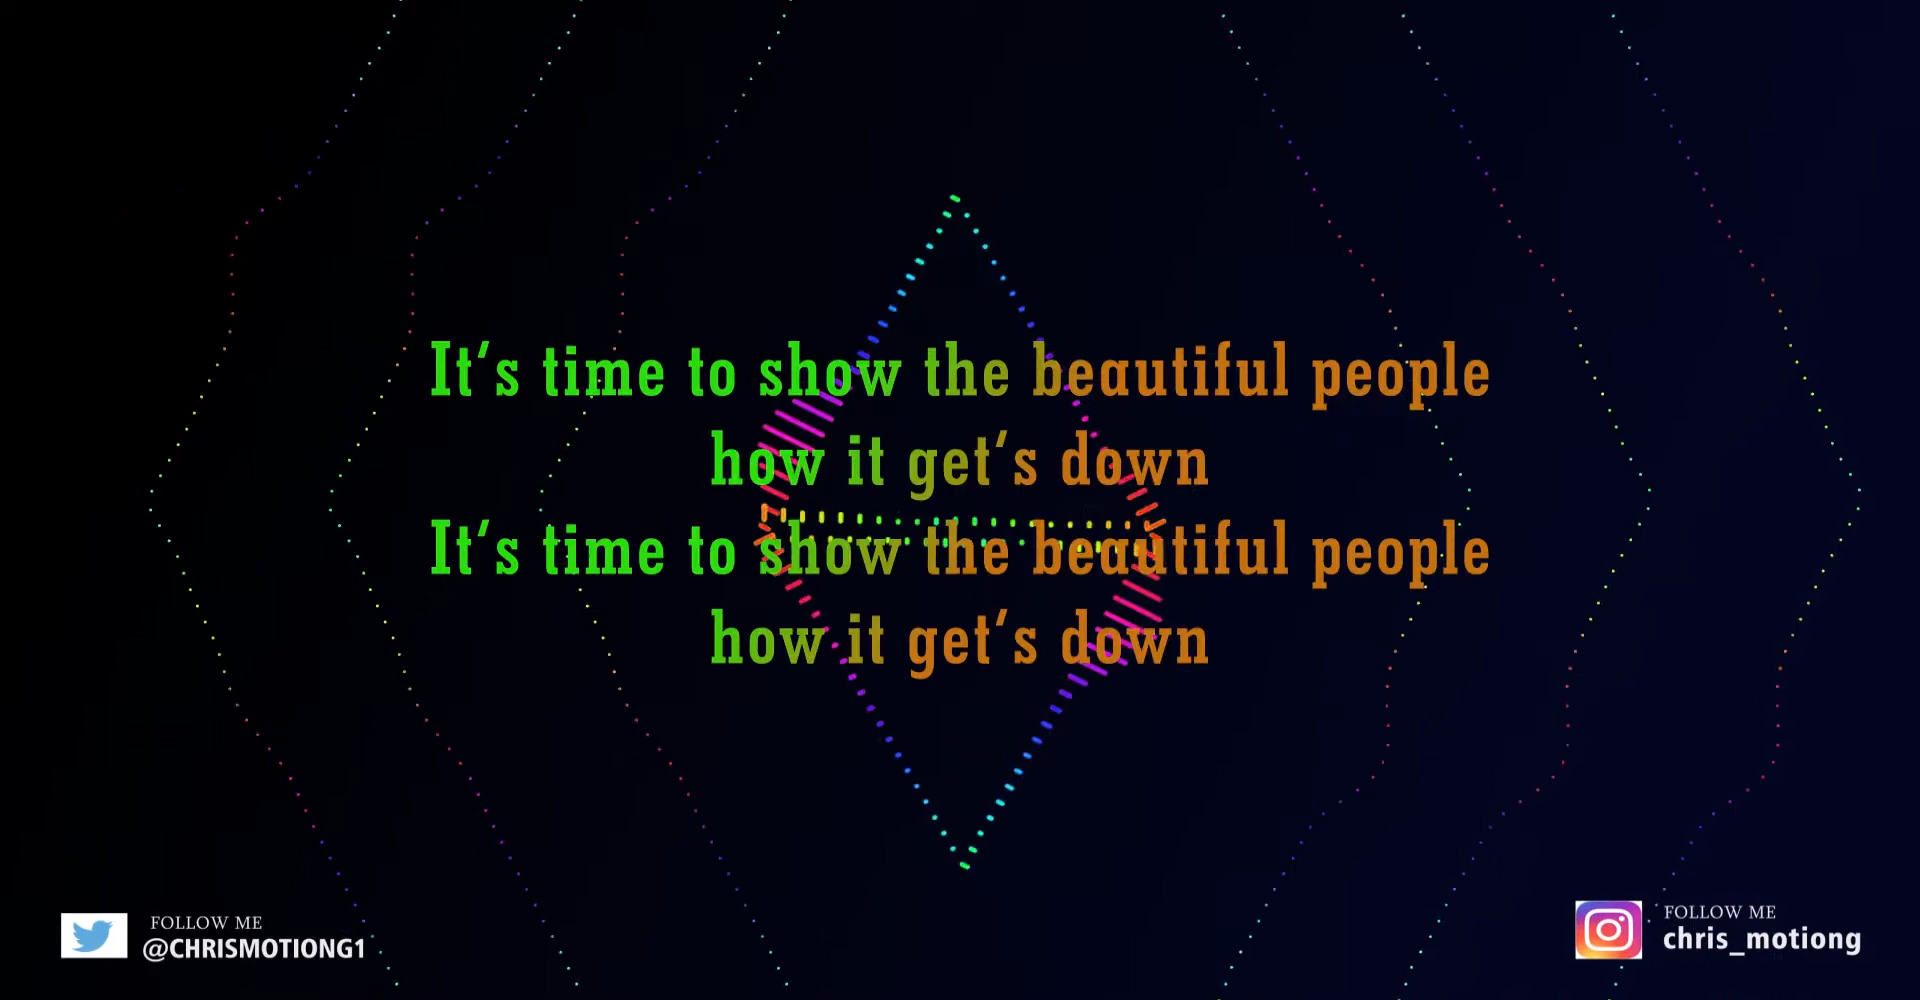 It's time to show the beautiful people
how it get's down
It's time to show the beautiful people
how it get's down
FOLLOW ME
@CHRISMOTIONG1
FOLLOW ME
chris_motiong